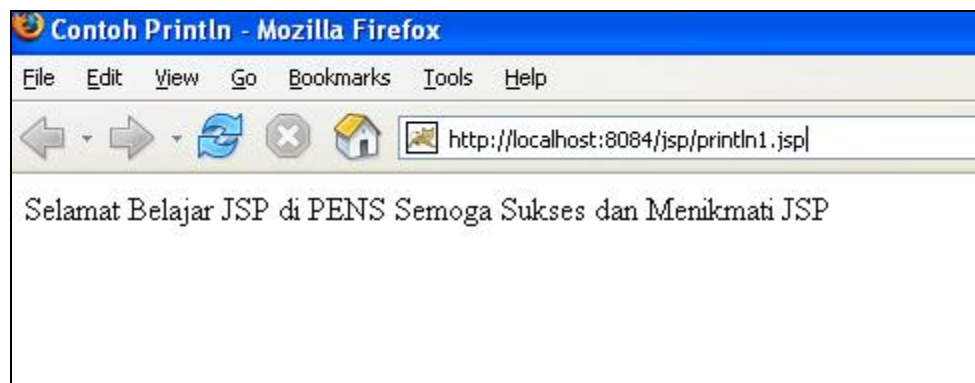 Contoh Println - Mozilla Firefox
File Edit View Go Bookmarks Tools Help
http://localhost:8084/jsp/println1.jsp
Selamat Belajar JSP di PENS Semoga Sukses dan Menikmati JSP